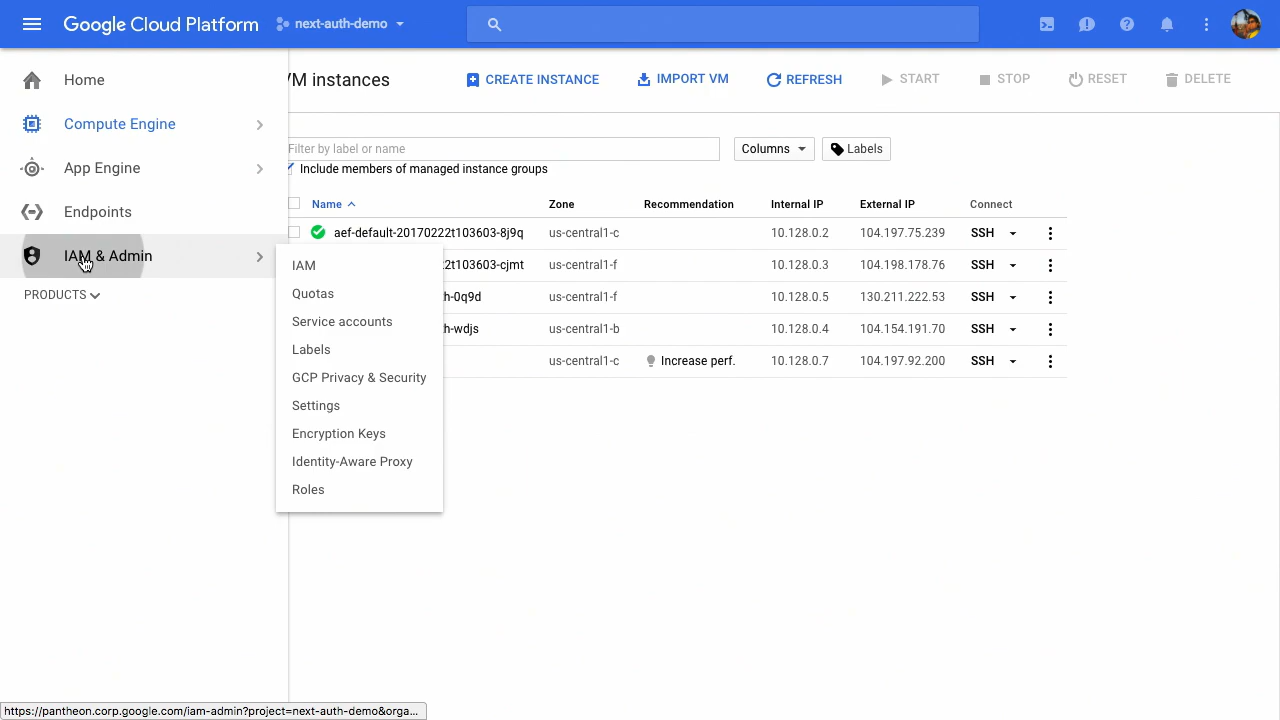 Google Cloud Platform next-auth-demo
Home
VM instances CREATE INSTANCE IMPORT VM REFRESH START STOP RESET DELETE
Compute Engine
App Engine
Endpoints
IAM & Admin
PRODUCTS
Filter by label or name Columns Labels
Include members of managed instance groups
Name Zone Recommendation Internal IP External IP Connect
aef-default-20170222t103603-8j9q us-central1-c 10.128.0.2 104.197.75.239 SSH
2t103603-cjmt us-central1-f 10.128.0.3 104.198.178.76 SSH
h-0q9d us-central1-f 10.128.0.5 130.211.222.53 SSH
h-wdjs us-central1-b 10.128.0.4 104.154.191.70 SSH
us-central1-c Increase perf. 10.128.0.7 104.197.92.200 SSH
IAM
Quotas
Service accounts
Labels
GCP Privacy & Security
Settings
Encryption Keys
Identity-Aware Proxy
Roles
https://pantheon.corp.google.com/iam-admin?project=next-auth-demo&orga...